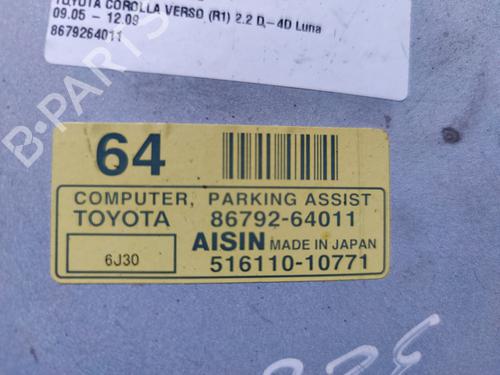 TOYOTA COROLLA VERSO (R1) 2.2 D-4D Luna
09.05 - 12.09
8679264011
64
COMPUTER, PARKING ASSIST
TOYOTA 86792-64011
6J30
AISIN MADE IN JAPAN
516110-10771
B-PARTS